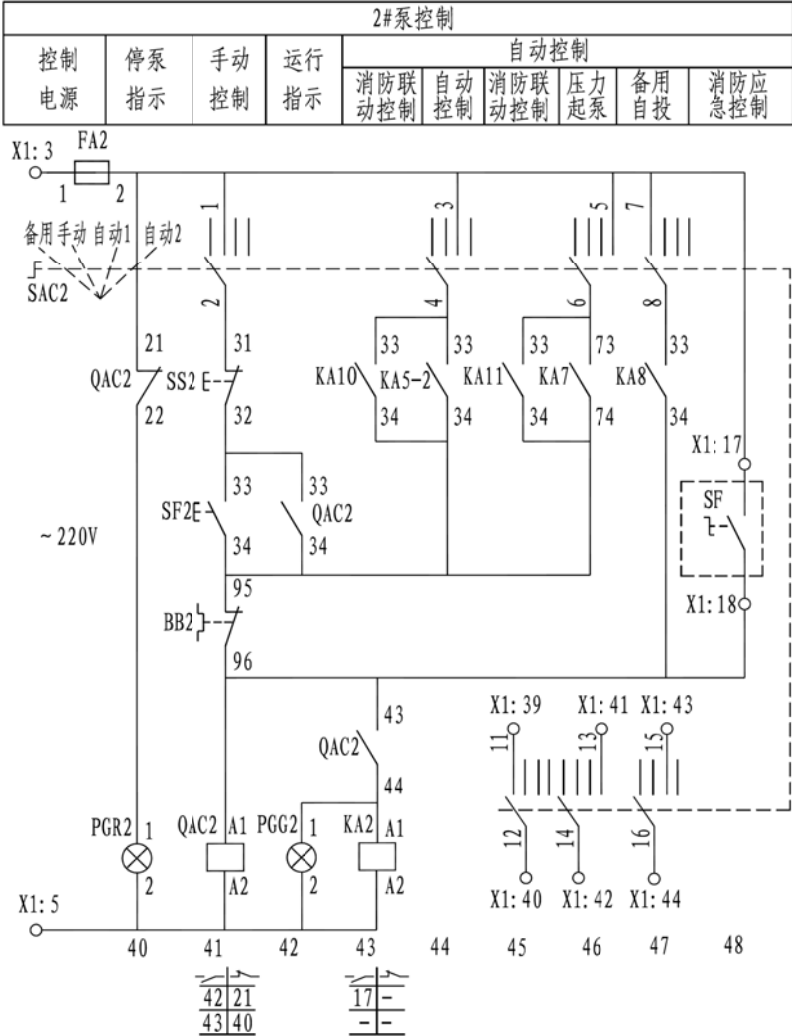 2#泵控制
控制电源 停泵指示 手动控制 运行指示 自动控制
消防联动控制 自动控制 消防联动控制 压力起泵 备用自投 消防应急控制
X1:3 FA2
1 2
1 3 5 7
备用 手动 自动1 自动2
SAC2
2 4 6 8
21 31 33 33 33 73 33
QAC2 SS2 KA10 KA5-2 KA11 KA7 KA8
22 32 34 34 34 74 34
X1:17
33 33
SF2 QAC2 SF
34 34
~220V
95
BB2 X1:18
96
43 X1:39 X1:41 X1:43
QAC2 11 13 15
44
PGR2 1 QAC2 A1 PGG2 1 KA2 A1 12 14 16
2 A2 2 A2
X1:5 X1:40 X1:42 X1:44
40 41 42 43 44 45 46 47 48
42 21 17 -
43 40 - -